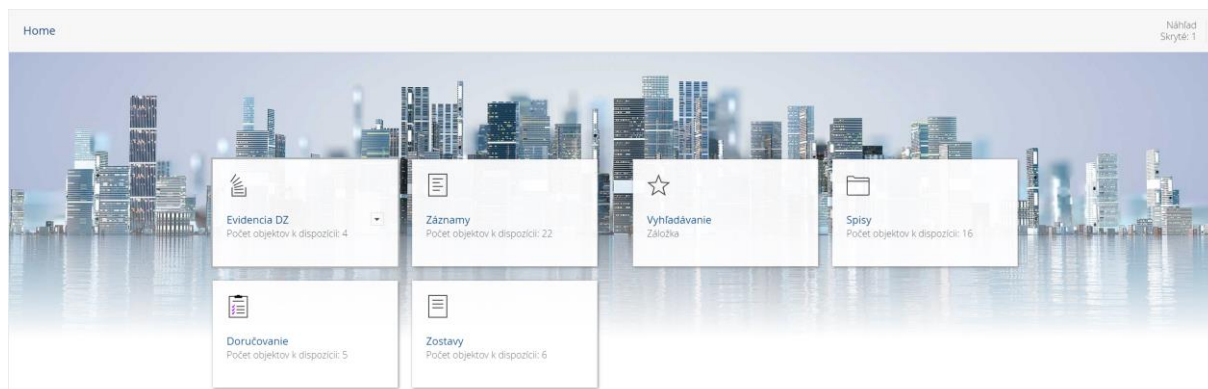 Home
Náhľad
Skryté: 1
Evidencia DZ
Počet objektov k dispozícii: 4
Záznamy
Počet objektov k dispozícii: 22
Vyhľadávanie
Záložka
Spisy
Počet objektov k dispozícii: 16
Doručovanie
Počet objektov k dispozícii: 5
Zostavy
Počet objektov k dispozícii: 6